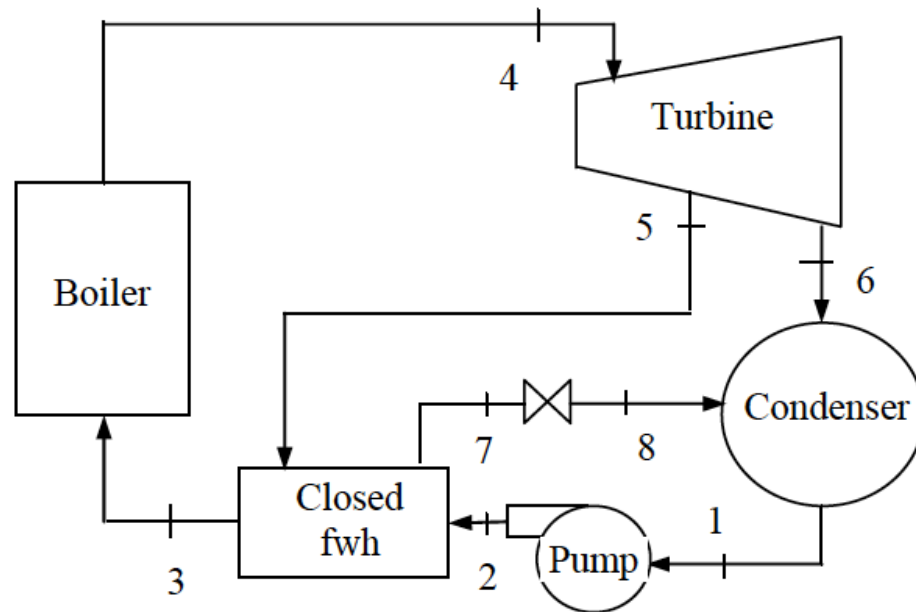 4
Turbine
5
6
Boiler
7
8
Condenser
Closed
fwh
3
2
Pump
1